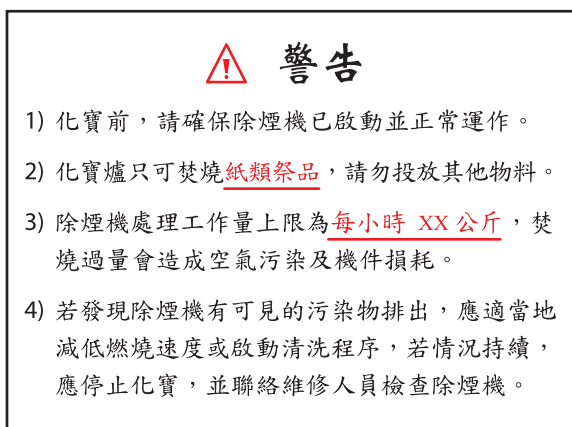 警告
1) 化寶前，請確保除煙機已啟動並正常運作。
2) 化寶爐只可焚燒紙類祭品，請勿投放其他物料。
3) 除煙機處理工作量上限為每小時 XX 公斤，焚
燒過量會造成空氣污染及機件損耗。
4) 若發現除煙機有可見的污染物排出，應適當地
減低燃燒速度或啟動清洗程序，若情況持續，
應停止化寶，並聯絡維修人員檢查除煙機。